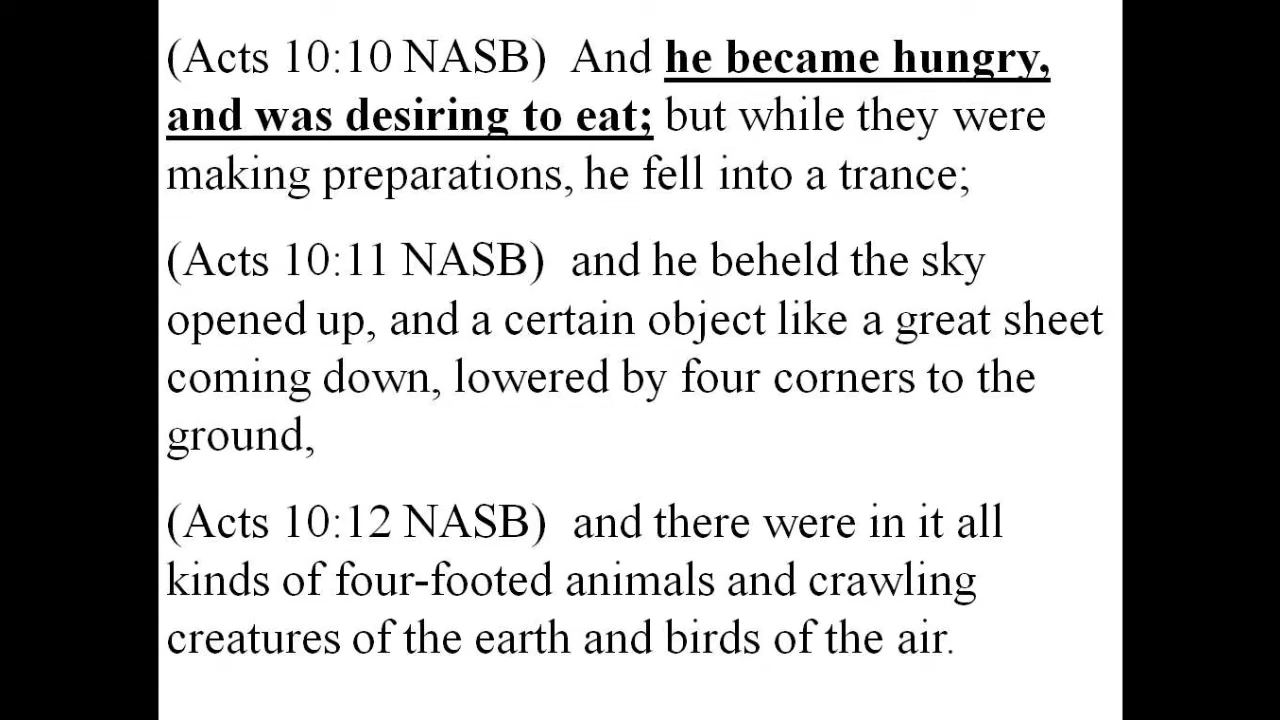 (Acts 10:10 NASB)  And he became hungry,
and was desiring to eat; but while they were
making preparations, he fell into a trance;
(Acts 10:11 NASB)  and he beheld the sky
opened up, and a certain object like a great sheet
coming down, lowered by four corners to the
ground,
(Acts 10:12 NASB)  and there were in it all
kinds of four-footed animals and crawling
creatures of the earth and birds of the air.